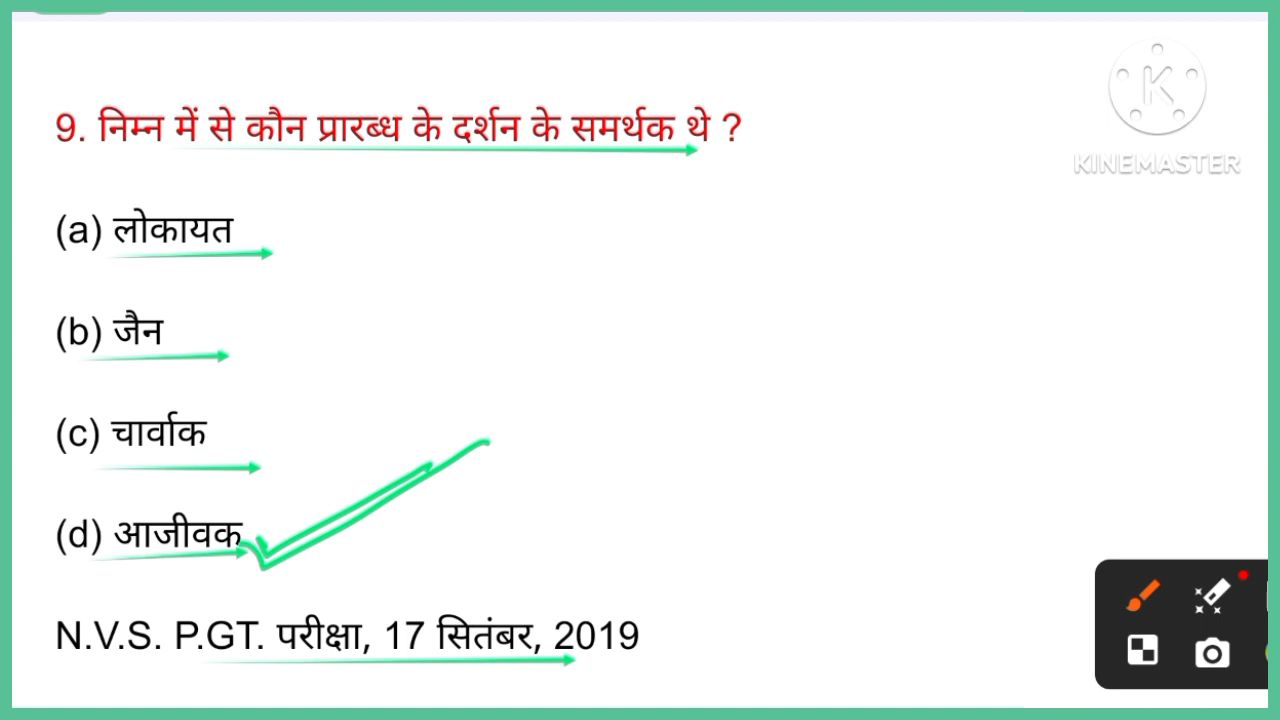 9. निम्न में से कौन प्रारब्ध के दर्शन के समर्थक थे ?
K
KINEMASTER
(a) लोकायत
(b) जैन
(c) चार्वाक
(d) आजीवक
N.V.S. P.GT. परीक्षा, 17 सितंबर, 2019